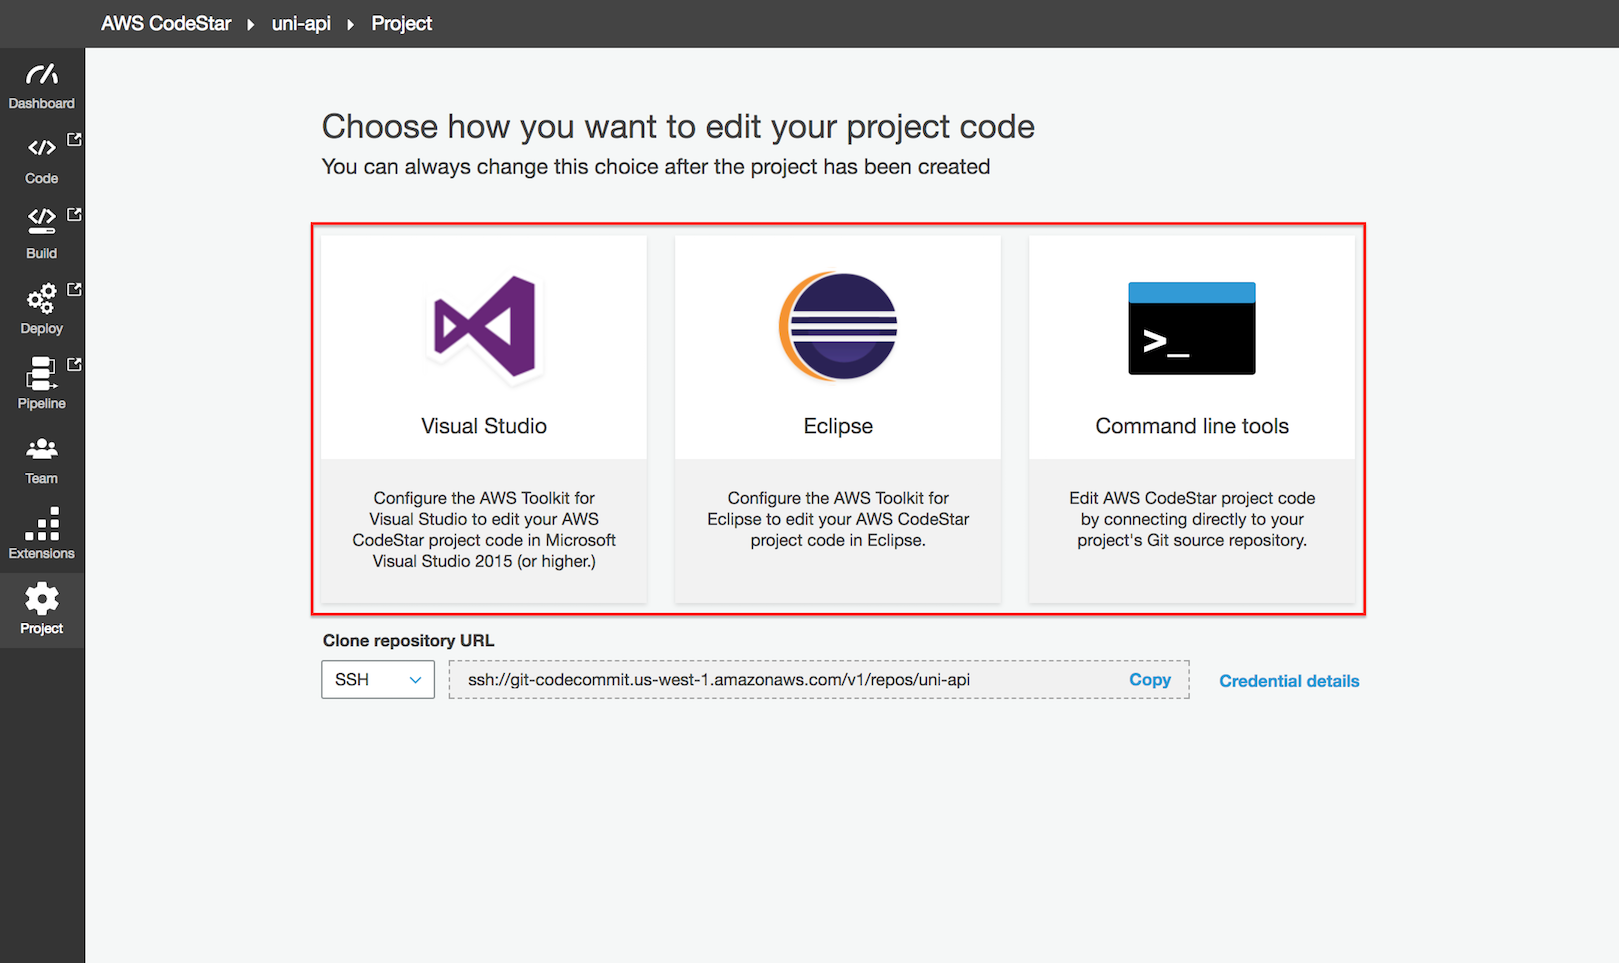 AWS CodeStar uni-api Project
Dashboard
Code
Build
Deploy
Pipeline
Team
Extensions
Project
Choose how you want to edit your project code
You can always change this choice after the project has been created
Visual Studio
Configure the AWS Toolkit for
Visual Studio to edit your AWS
CodeStar project code in Microsoft
Visual Studio 2015 (or higher.)
Eclipse
Configure the AWS Toolkit for
Eclipse to edit your AWS CodeStar
project code in Eclipse.
>_
Command line tools
Edit AWS CodeStar project code
by connecting directly to your
project's Git source repository.
Clone repository URL
SSH
ssh://git-codecommit.us-west-1.amazonaws.com/v1/repos/uni-api
Copy
Credential details